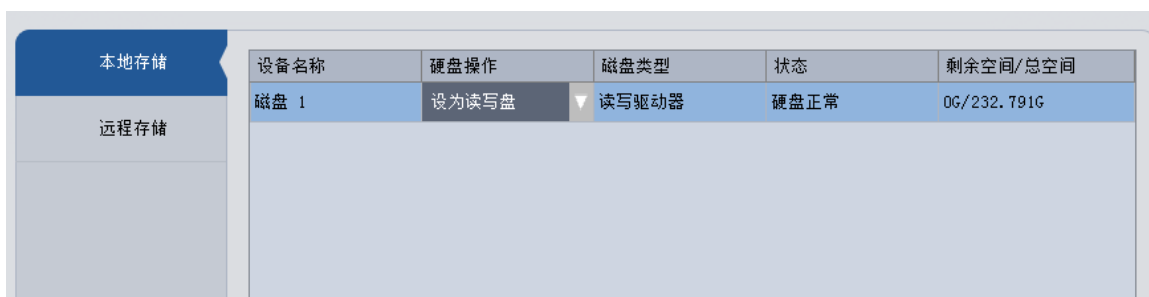 本地存储
远程存储
设备名称 硬盘操作 磁盘类型 状态 剩余空间/总空间
磁盘 1 设为读写盘 读写驱动器 硬盘正常 0G/232.791G